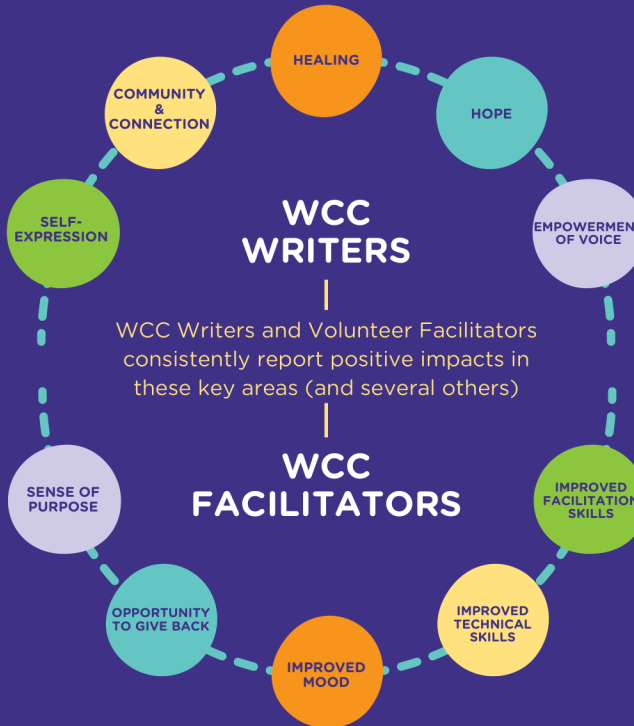 HEALING
COMMUNITY
&
CONNECTION
HOPE
SELF-
EXPRESSION
EMPOWERMEN
OF VOICE
WCC
WRITERS
WCC Writers and Volunteer Facilitators
consistently report positive impacts in
these key areas (and several others)
WCC
FACILITATORS
SENSE OF
PURPOSE
IMPROVED
FACILITATION
SKILLS
OPPORTUNITY
TO GIVE BACK
IMPROVED
TECHNICAL
SKILLS
IMPROVED
MOOD